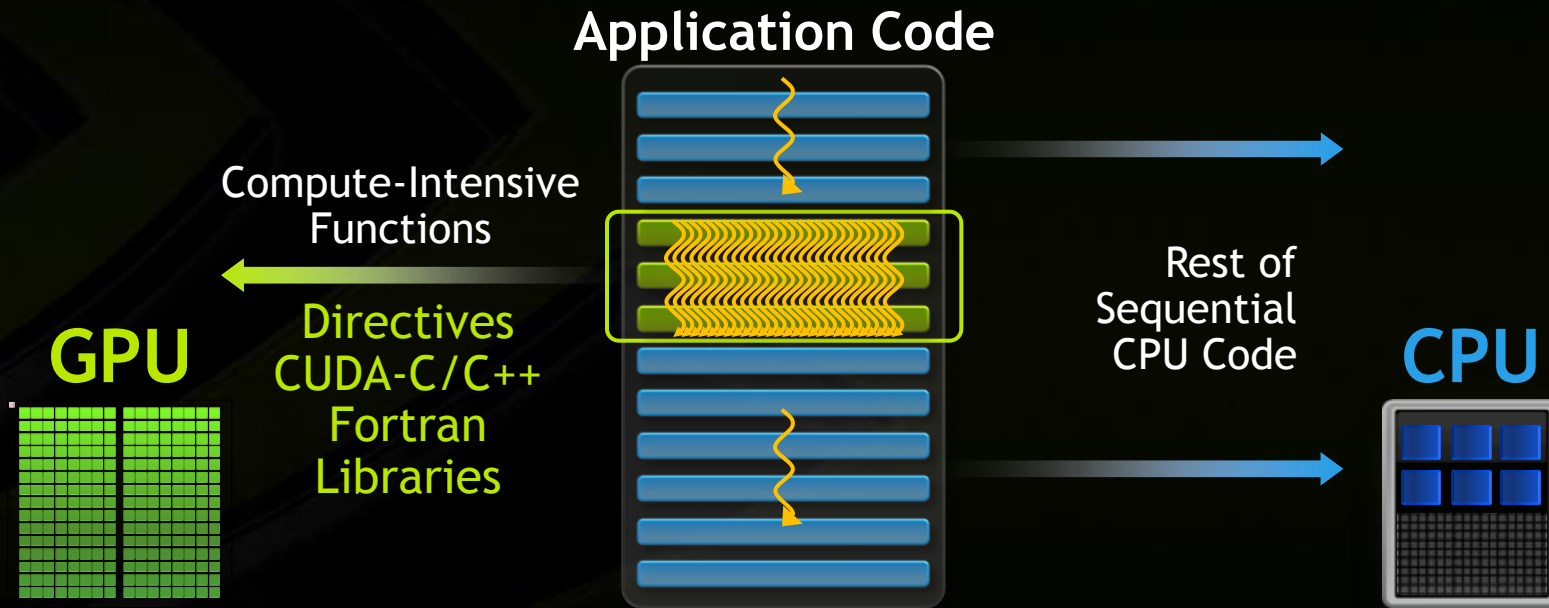 Application Code
Compute-Intensive
Functions
Directives
CUDA-C/C++
Fortran
Libraries
GPU
Rest of
Sequential
CPU Code
CPU